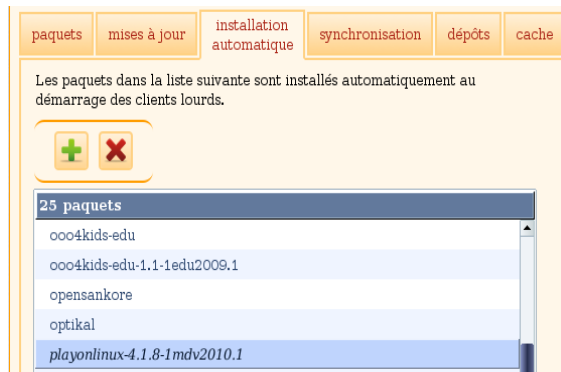 paquets
mises à jour
installation
automatique
synchronisation
dépôts
cache
Les paquets dans la liste suivante sont installés automatiquement au
démarrage des clients lourds.
25 paquets
ooo4kids-edu
ooo4kids-edu-1.1-1edu2009.1
opensankore
optikal
playonlinux-4.1.8-1mdv2010.1